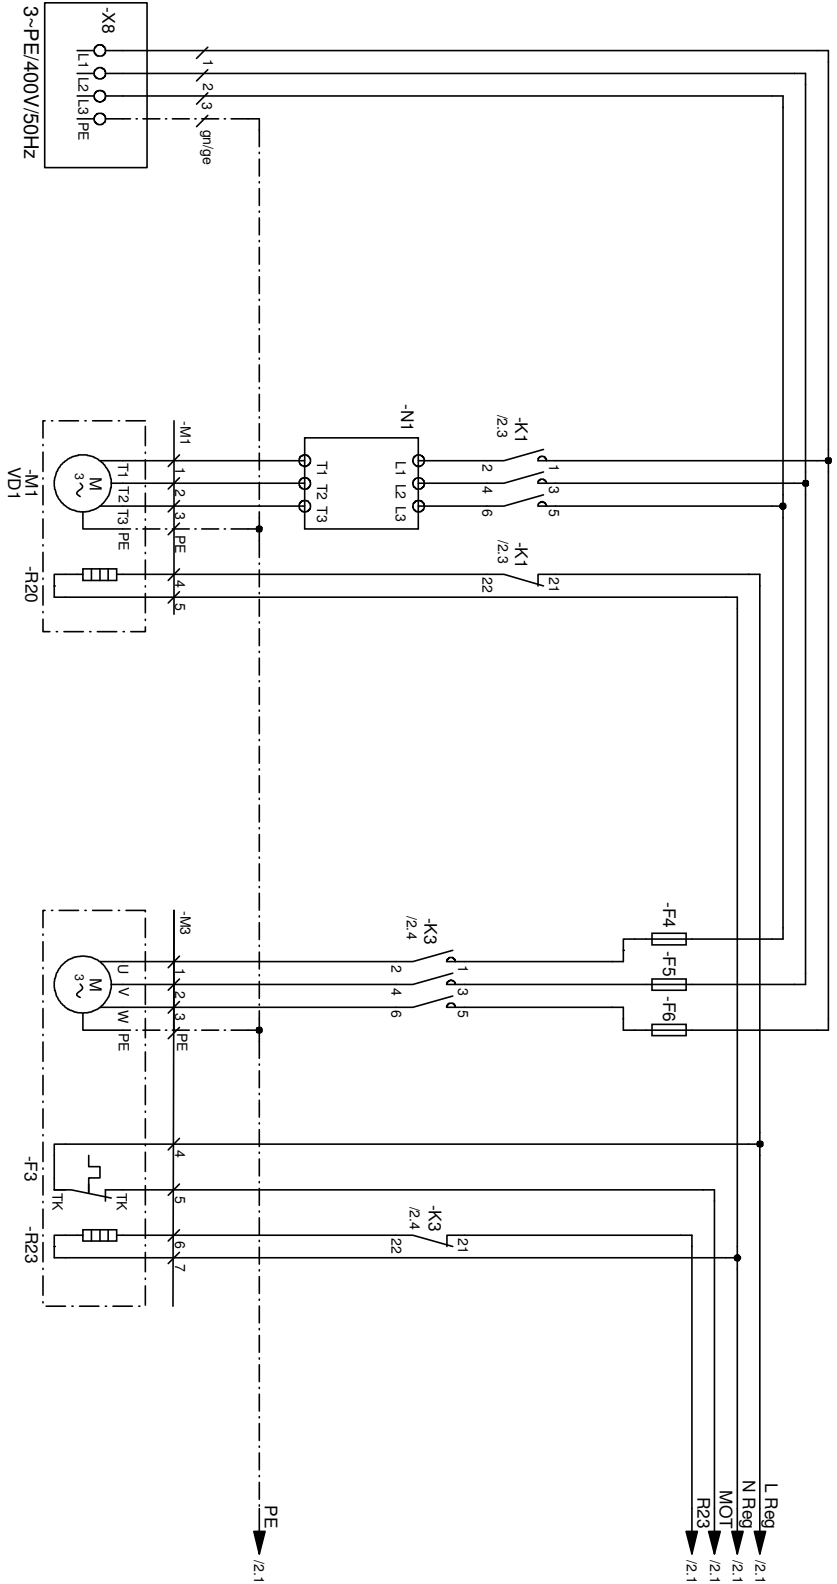 -X8
L1
L2
L3
PE
3~PE/400V/50Hz
1
2
3
gn/ge
-M1
VD1
M
3~
T1
T2
T3
PE
-M1
1
2
3
PE
T1
T2
T3
-N1
L1
L2
L3
-K1
/2.3
2
4
6
1
3
5
-R20
4
5
-K1
/2.3
22
21
M
3~
U
V
W
PE
-M3
1
2
3
PE
-K3
/2.4
2
4
6
1
3
5
-F4
-F5
-F6
-F3
TK
TK
4
5
-R23
6
7
-K3
/2.4
22
21
PE
/2.1
L Reg
/2.1
N Reg
/2.1
MOT
/2.1
R23
/2.1